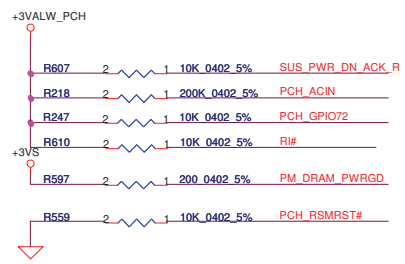 +3VALW_PCH
R607 2 1 10K_0402_5% SUS_PWR_DN_ACK_R
R218 2 1 200K_0402_5% PCH_ACIN
R247 2 1 10K_0402_5% PCH_GPIO72
R610 2 1 10K_0402_5% RI#
+3VS
R597 2 1 200_0402_5% PM_DRAM_PWRGD
R559 2 1 10K_0402_5% PCH_RSMRST#